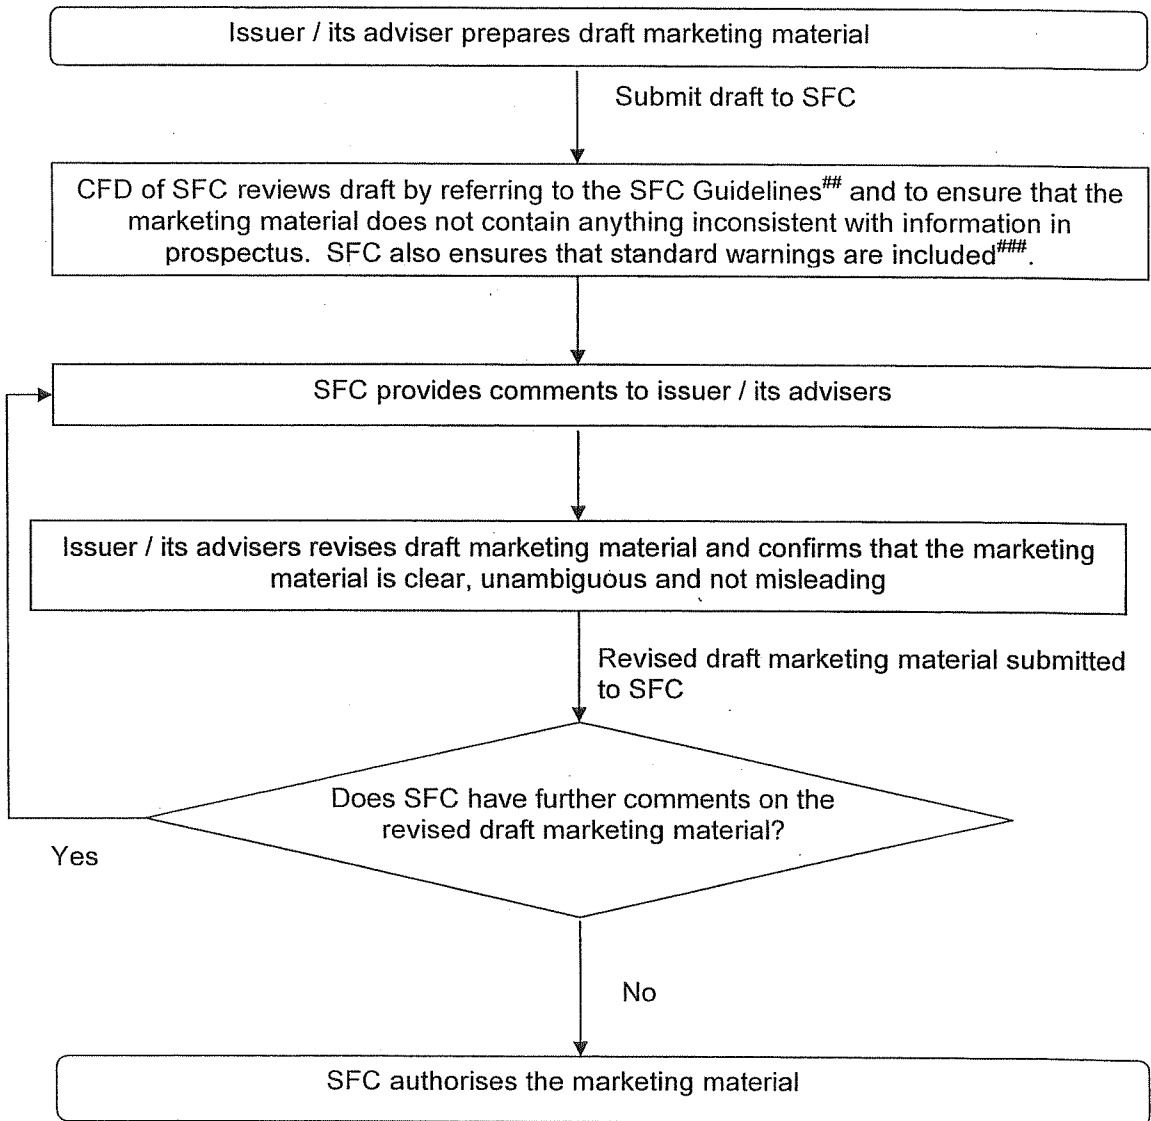 Issuer / its adviser prepares draft marketing material
Submit draft to SFC
CFD of SFC reviews draft by referring to the SFC Guidelines## and to ensure that the
marketing material does not contain anything inconsistent with information in
prospectus. SFC also ensures that standard warnings are included###.
SFC provides comments to issuer / its advisers
Issuer / its advisers revises draft marketing material and confirms that the marketing
material is clear, unambiguous and not misleading
Revised draft marketing material submitted
to SFC
Does SFC have further comments on the
revised draft marketing material?
Yes
No
SFC authorises the marketing material